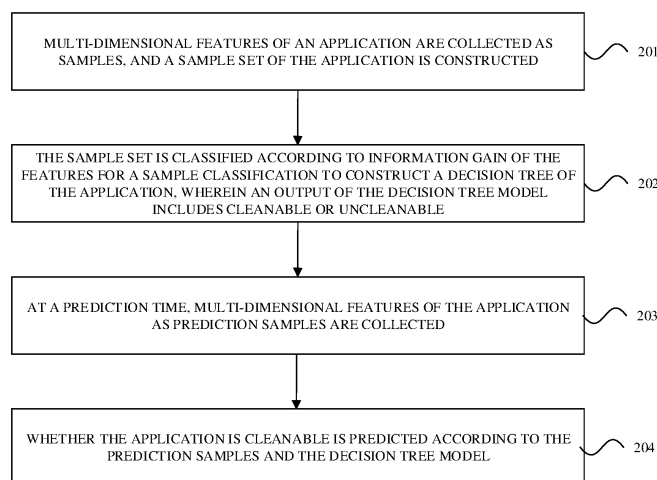 MULTI-DIMENSIONAL FEATURES OF AN APPLICATION ARE COLLECTED AS
SAMPLES, AND A SAMPLE SET OF THE APPLICATION IS CONSTRUCTED
201
THE SAMPLE SET IS CLASSIFIED ACCORDING TO INFORMATION GAIN OF THE
FEATURES FOR A SAMPLE CLASSIFICATION TO CONSTRUCT A DECISION TREE OF
THE APPLICATION, WHEREIN AN OUTPUT OF THE DECISION TREE MODEL
INCLUDES CLEANABLE OR UNCLEANABLE
202
AT A PREDICTION TIME, MULTI-DIMENSIONAL FEATURES OF THE APPLICATION
AS PREDICTION SAMPLES ARE COLLECTED
203
WHETHER THE APPLICATION IS CLEANABLE IS PREDICTED ACCORDING TO THE
PREDICTION SAMPLES AND THE DECISION TREE MODEL
204